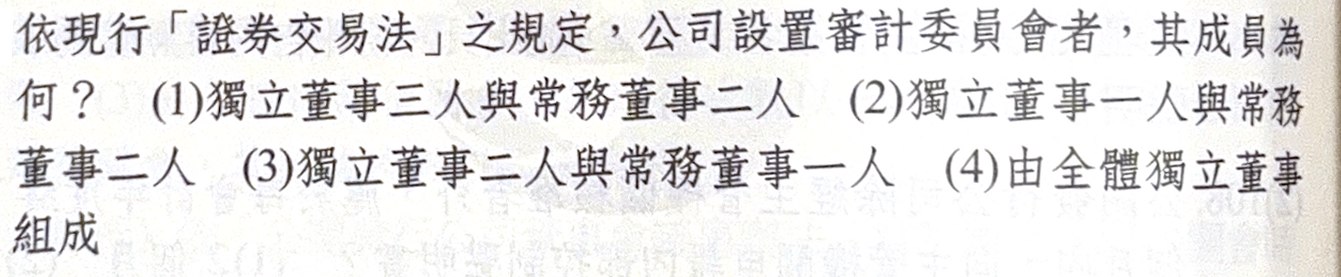 依現行「證券交易法」之規定，公司設置審計委員會者，其成員為
何？ (1)獨立董事三人與常務董事二人 (2)獨立董事一人與常務
董事二人 (3)獨立董事二人與常務董事一人 (4)由全體獨立董事
組成